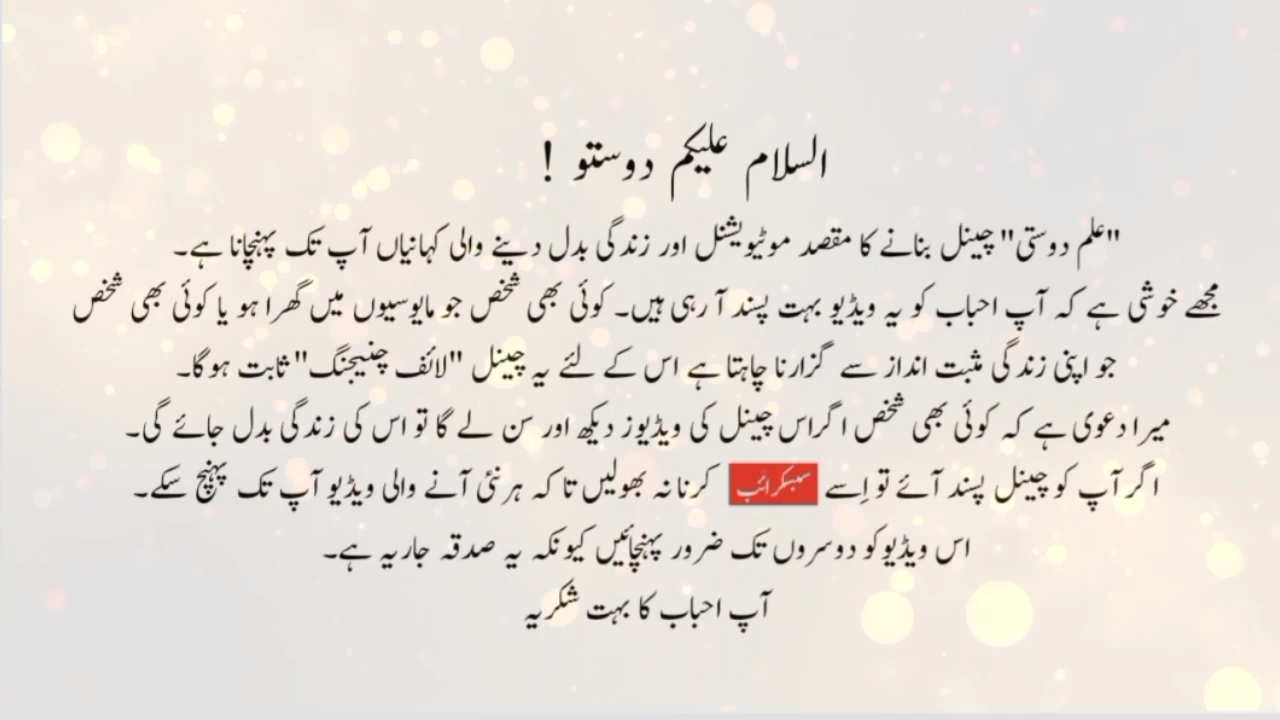 السلام علیکم دوستو !
"علم دوستی" چینل بنانے کا مقصد موٹیویشنل اور زندگی بدل دینے والی کہانیاں آپ تک پہنچانا ہے۔
مجھے خوشی ہے کہ آپ احباب کو یہ ویڈیو بہت پسند آ رہی ہیں۔ کوئی بھی شخص جو مایوسیوں میں گھرا ہو یا کوئی بھی شخص
جو اپنی زندگی مثبت انداز سے گزارنا چاہتا ہے اس کے لئے یہ چینل "لائف چنیجنگ" ثابت ہو گا۔
میرا دعوی ہے کہ کوئی بھی شخص اگر اس چینل کی ویڈیوز دیکھ اور سن لے گا تو اس کی زندگی بدل جائے گی۔
اگر آپ کو چینل پسند آئے تو اِسے سبسکرائب کرنا نہ بھولیں تا کہ ہر نئی آنے والی ویڈیو آپ تک پہنچ سکے۔
اس ویڈیو کو دوسروں تک ضرور پہنچائیں کیونکہ یہ صدقہ جاریہ ہے۔
آپ احباب کا بہت شکریہ